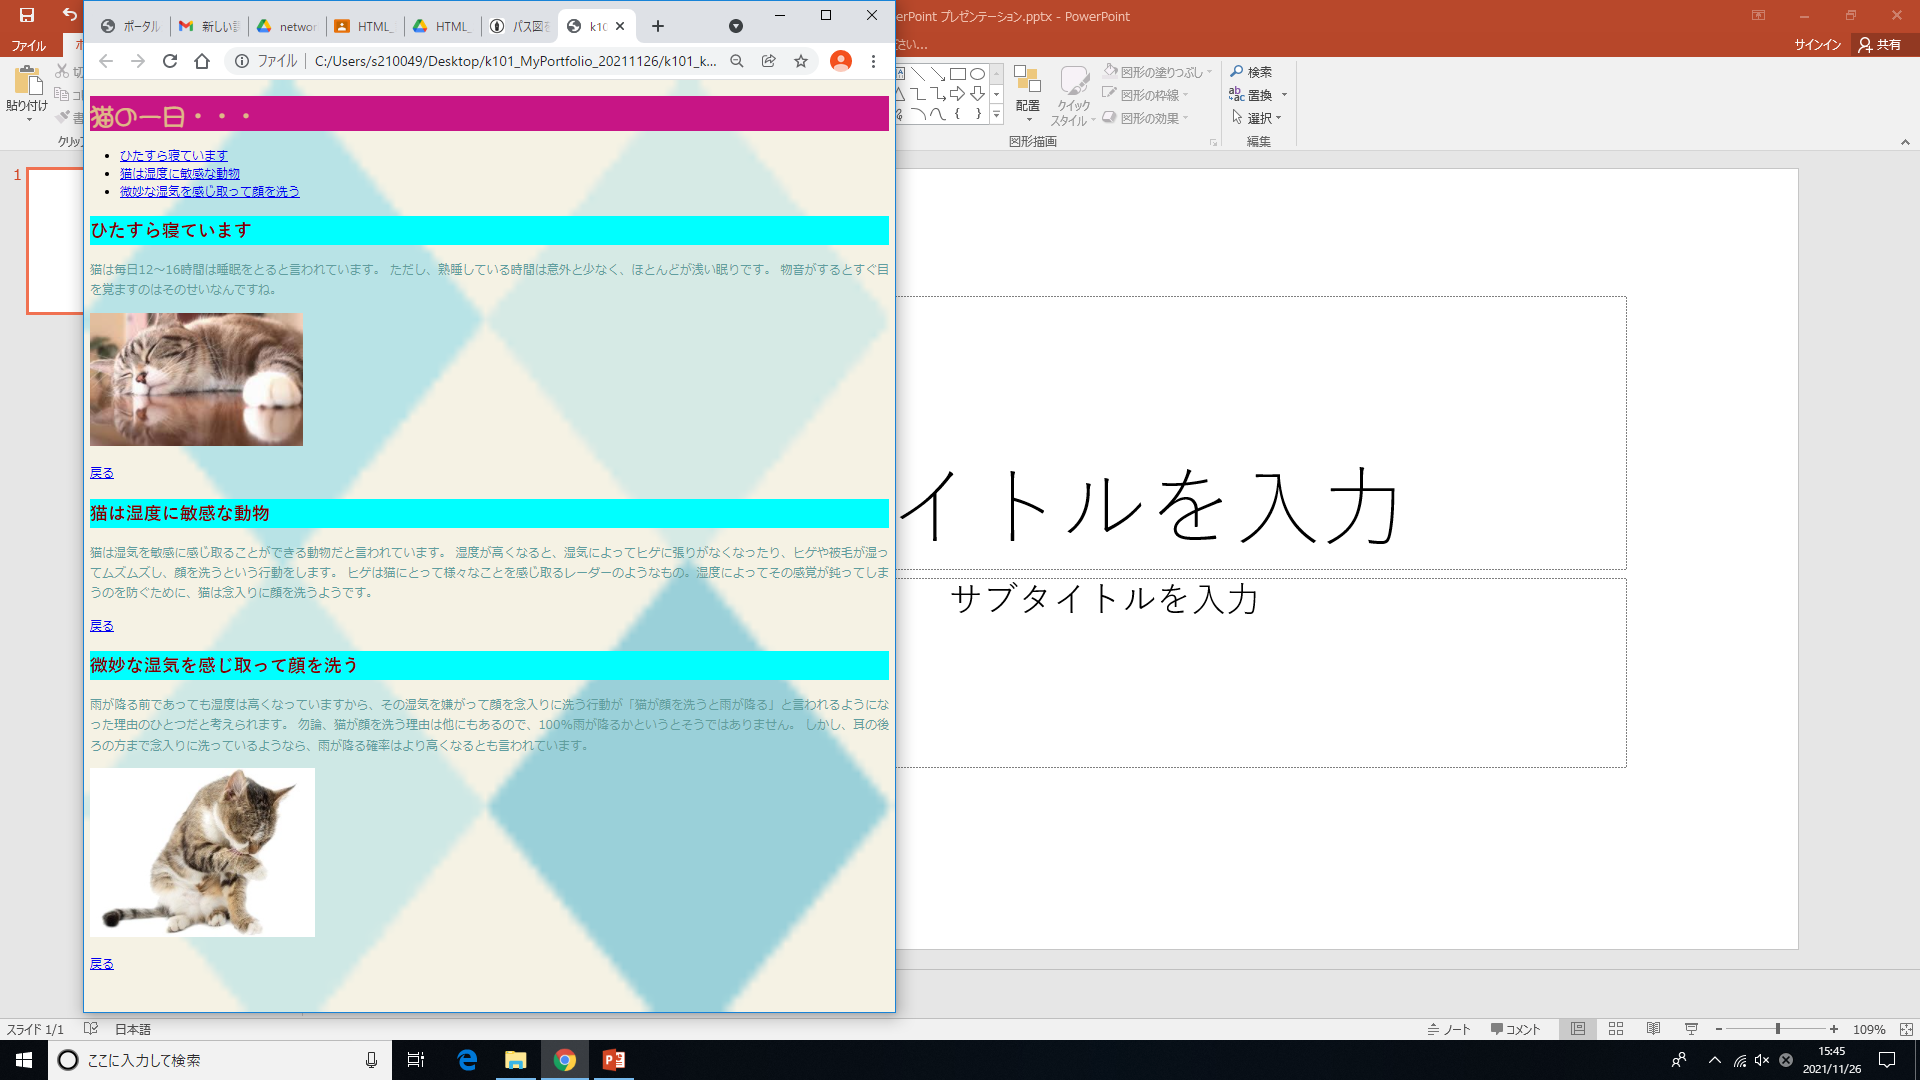 erPoint プレゼンテーション.pptx - PowerPoint
ポータル
新しい
networ
HTML_
HTML_
パス図を
k10
ファイル
サインイン
共有
ファイル
C:/Users/s210049/Desktop/k101_MyPortfolio_20211126/k101_k...
さい...
貼り付け
配置
クイック
スタイル
図形の塗りつぶし
図形の枠線
図形の効果
検索
置換
選択
クリッ
図形描画
編集
1
猫の一日・・・
ひたすら寝ています
猫は湿度に敏感な動物
微妙な湿気を感じ取って顔を洗う
ひたすら寝ています
猫は毎日12～16時間は睡眠をとると言われています。 ただし、熟睡している時間は意外と少なく、ほとんどが浅い眠りです。 物音がするとすぐ目
を覚ますのはそのせいなんですね。
戻る
猫は湿度に敏感な動物
猫は湿気を敏感に感じ取ることができる動物だと言われています。 湿度が高くなると、湿気によってヒゲに張りがなくなったり、ヒゲや被毛が湿っ
てムズムズし、顔を洗うという行動をします。 ヒゲは猫にとって様々なことを感じ取るレーダーのようなもの。湿度によってその感覚が鈍ってしま
うのを防ぐために、猫は念入りに顔を洗うようです。
戻る
微妙な湿気を感じ取って顔を洗う
雨が降る前であっても湿度は高くなっていますから、その湿気を嫌がって顔を念入りに洗う行動が「猫が顔を洗うと雨が降る」と言われるようにな
った理由のひとつだと考えられます。 勿論、猫が顔を洗う理由は他にもあるので、100%雨が降るかというとそうではありません。 しかし、耳の後
ろの方まで念入りに洗っているようなら、雨が降る確率はより高くなるとも言われています。
戻る
イトルを入力
サブタイトルを入力
スライド 1/1
日本語
ノート
コメント
109%
ここに入力して検索
15:45
2021/11/26